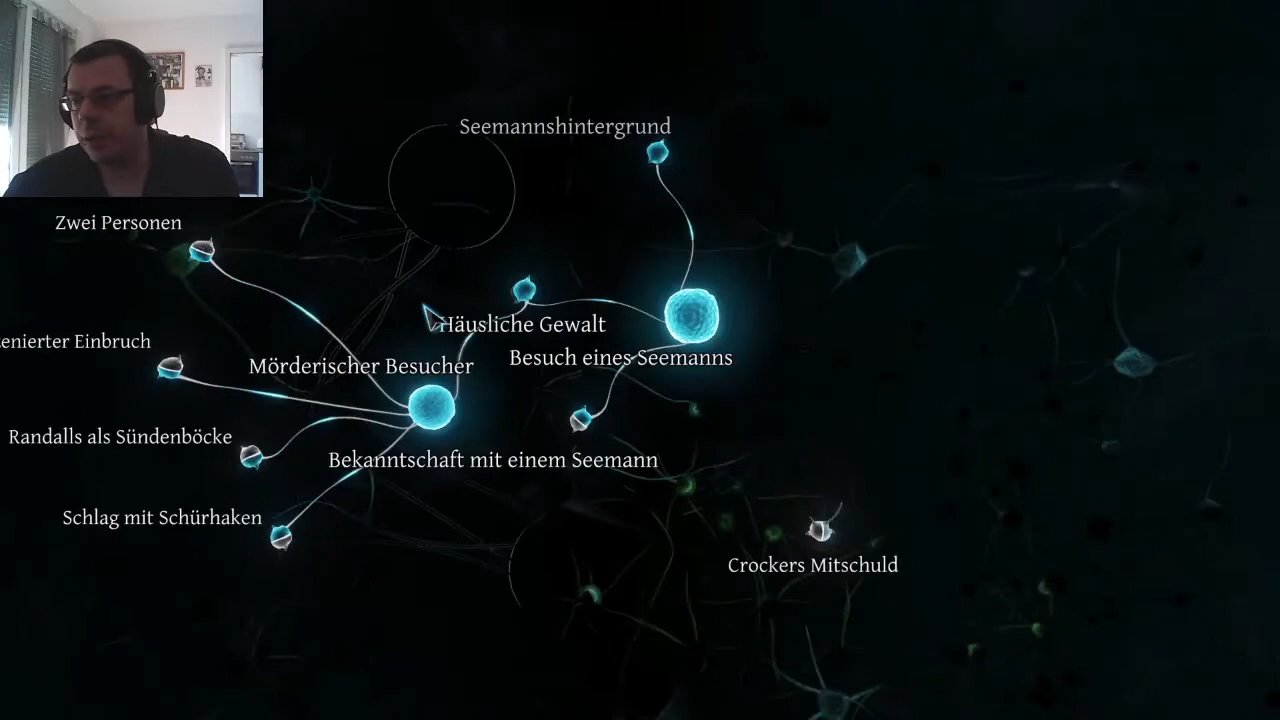 Seemannshintergrund
Zwei Personen
Häusliche Gewalt
enierter Einbruch
Besuch eines Seemanns
Mörderischer Besucher
Randalls als Sündenböcke
Bekanntschaft mit einem Seemann
Schlag mit Schürhaken
Crockers Mitschuld